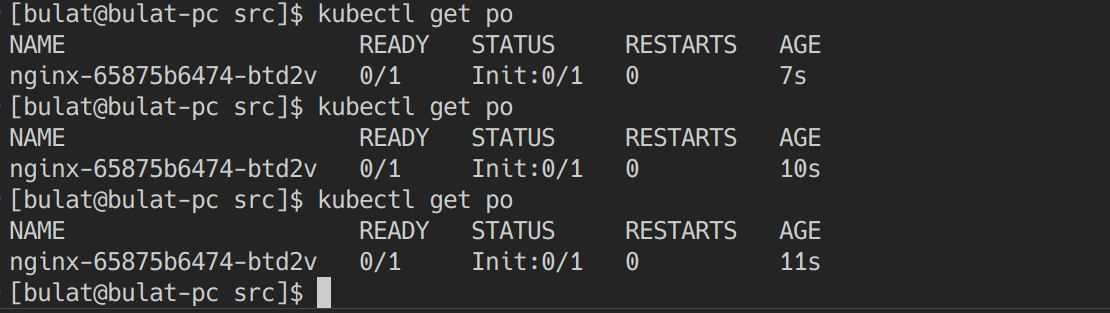 [bulat@bulat-pc src]$ kubectl get po
NAME READY STATUS RESTARTS AGE
nginx-65875b6474-btd2v 0/1 Init:0/1 0 7s
[bulat@bulat-pc src]$ kubectl get po
NAME READY STATUS RESTARTS AGE
nginx-65875b6474-btd2v 0/1 Init:0/1 0 10s
[bulat@bulat-pc src]$ kubectl get po
NAME READY STATUS RESTARTS AGE
nginx-65875b6474-btd2v 0/1 Init:0/1 0 11s
[bulat@bulat-pc src]$